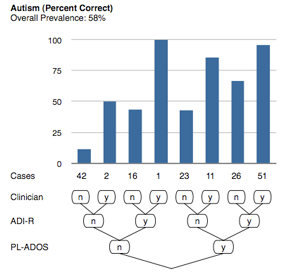 Autism (Percent Correct)
Overall Prevalence: 58%
100
75
50
25
0
Cases 42 2 16 1 23 11 26 51
Clinician n y n y n y n y
ADI-R n y n y
PL-ADOS n y